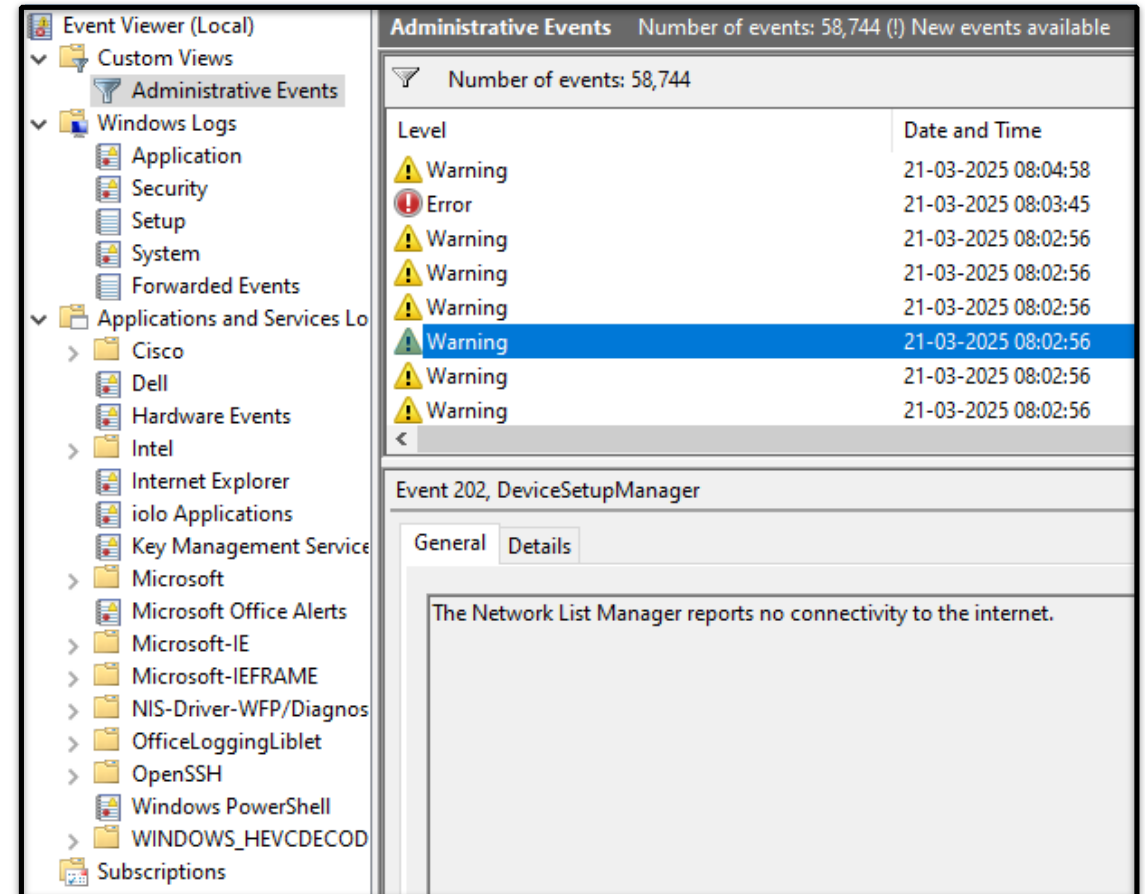 Event Viewer (Local)
Custom Views
Administrative Events
Windows Logs
Application
Security
Setup
System
Forwarded Events
Applications and Services Lo
Cisco
Dell
Hardware Events
Intel
Internet Explorer
iolo Applications
Key Management Service
Microsoft
Microsoft Office Alerts
Microsoft-IE
Microsoft-IEFRAME
NIS-Driver-WFP/Diagnos
OfficeLoggingLiblet
OpenSSH
Windows PowerShell
WINDOWS_HEVCDECOD
Subscriptions
Administrative Events Number of events: 58,744 (!) New events available
Number of events: 58,744
Level Date and Time
Warning 21-03-2025 08:04:58
Error 21-03-2025 08:03:45
Warning 21-03-2025 08:02:56
Warning 21-03-2025 08:02:56
Warning 21-03-2025 08:02:56
Warning 21-03-2025 08:02:56
Warning 21-03-2025 08:02:56
Warning 21-03-2025 08:02:56
Event 202, DeviceSetupManager
General Details
The Network List Manager reports no connectivity to the internet.